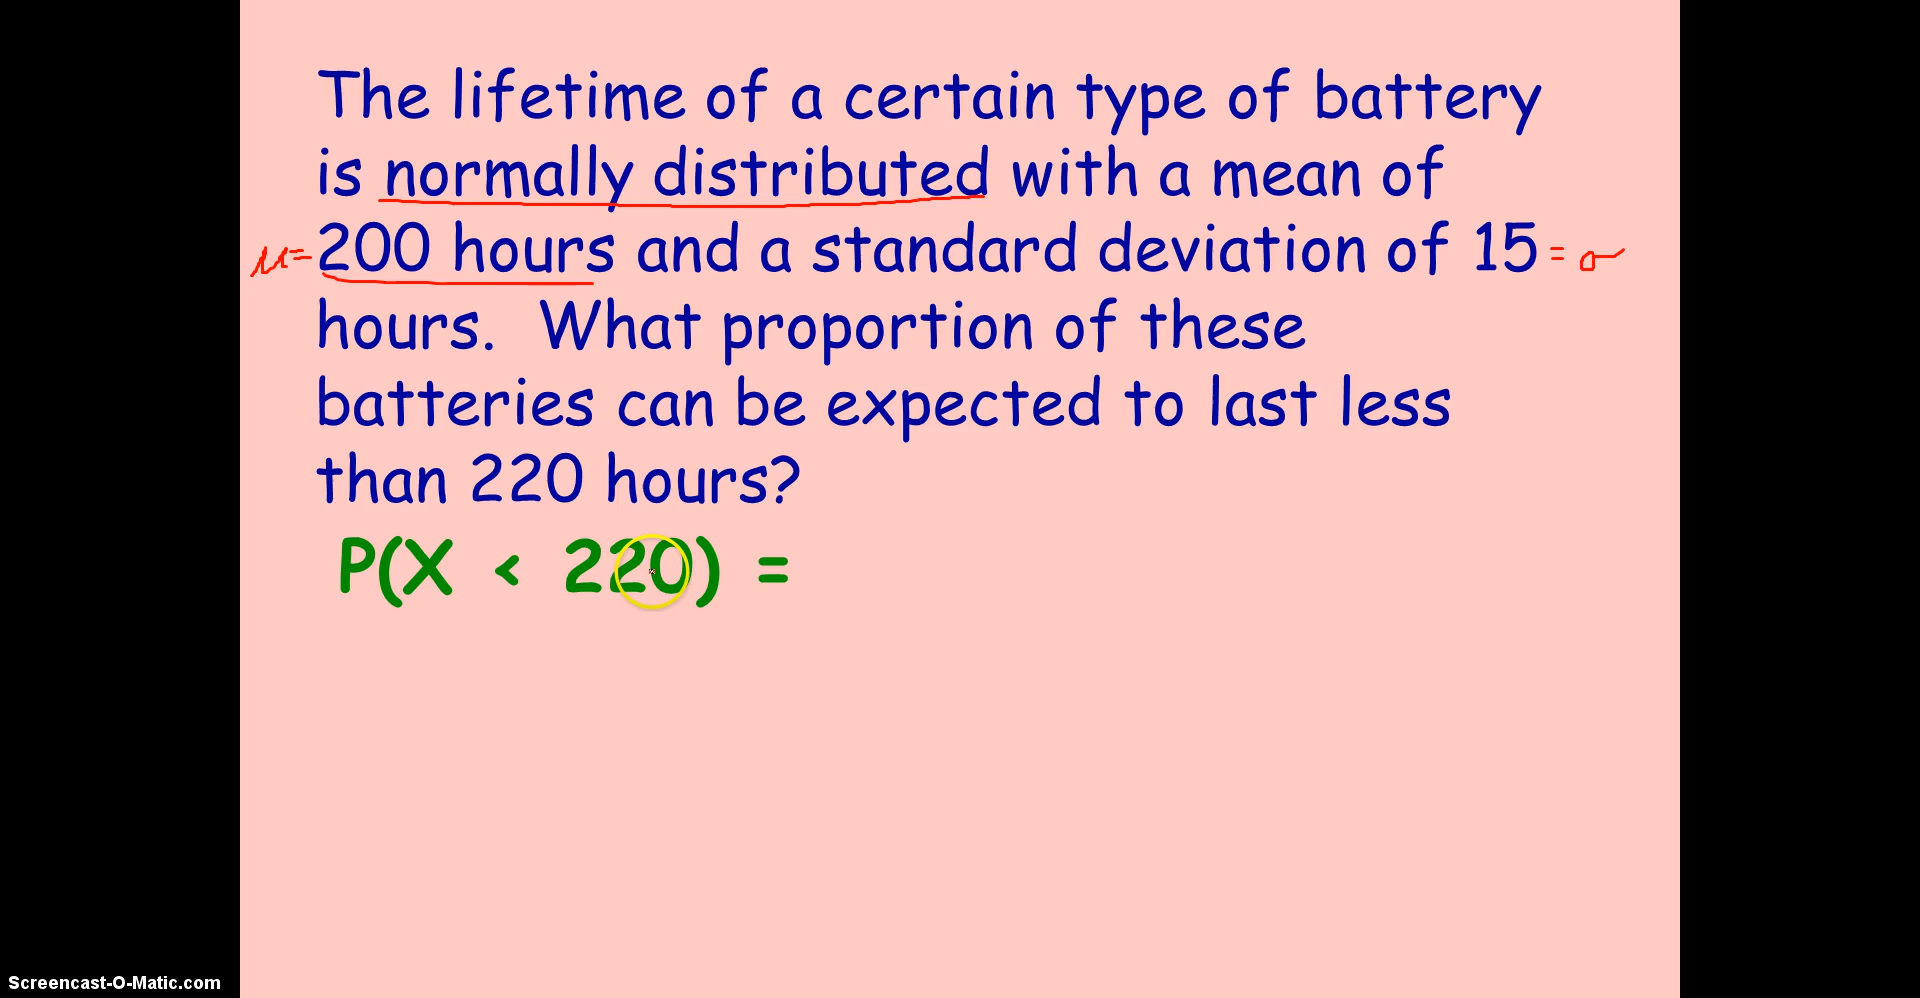 The lifetime of a certain type of battery
is normally distributed with a mean of
μ= 200 hours and a standard deviation of 15 = σ
hours. What proportion of these
batteries can be expected to last less
than 220 hours?
P(X < 220) =
Screencast-O-Matic.com